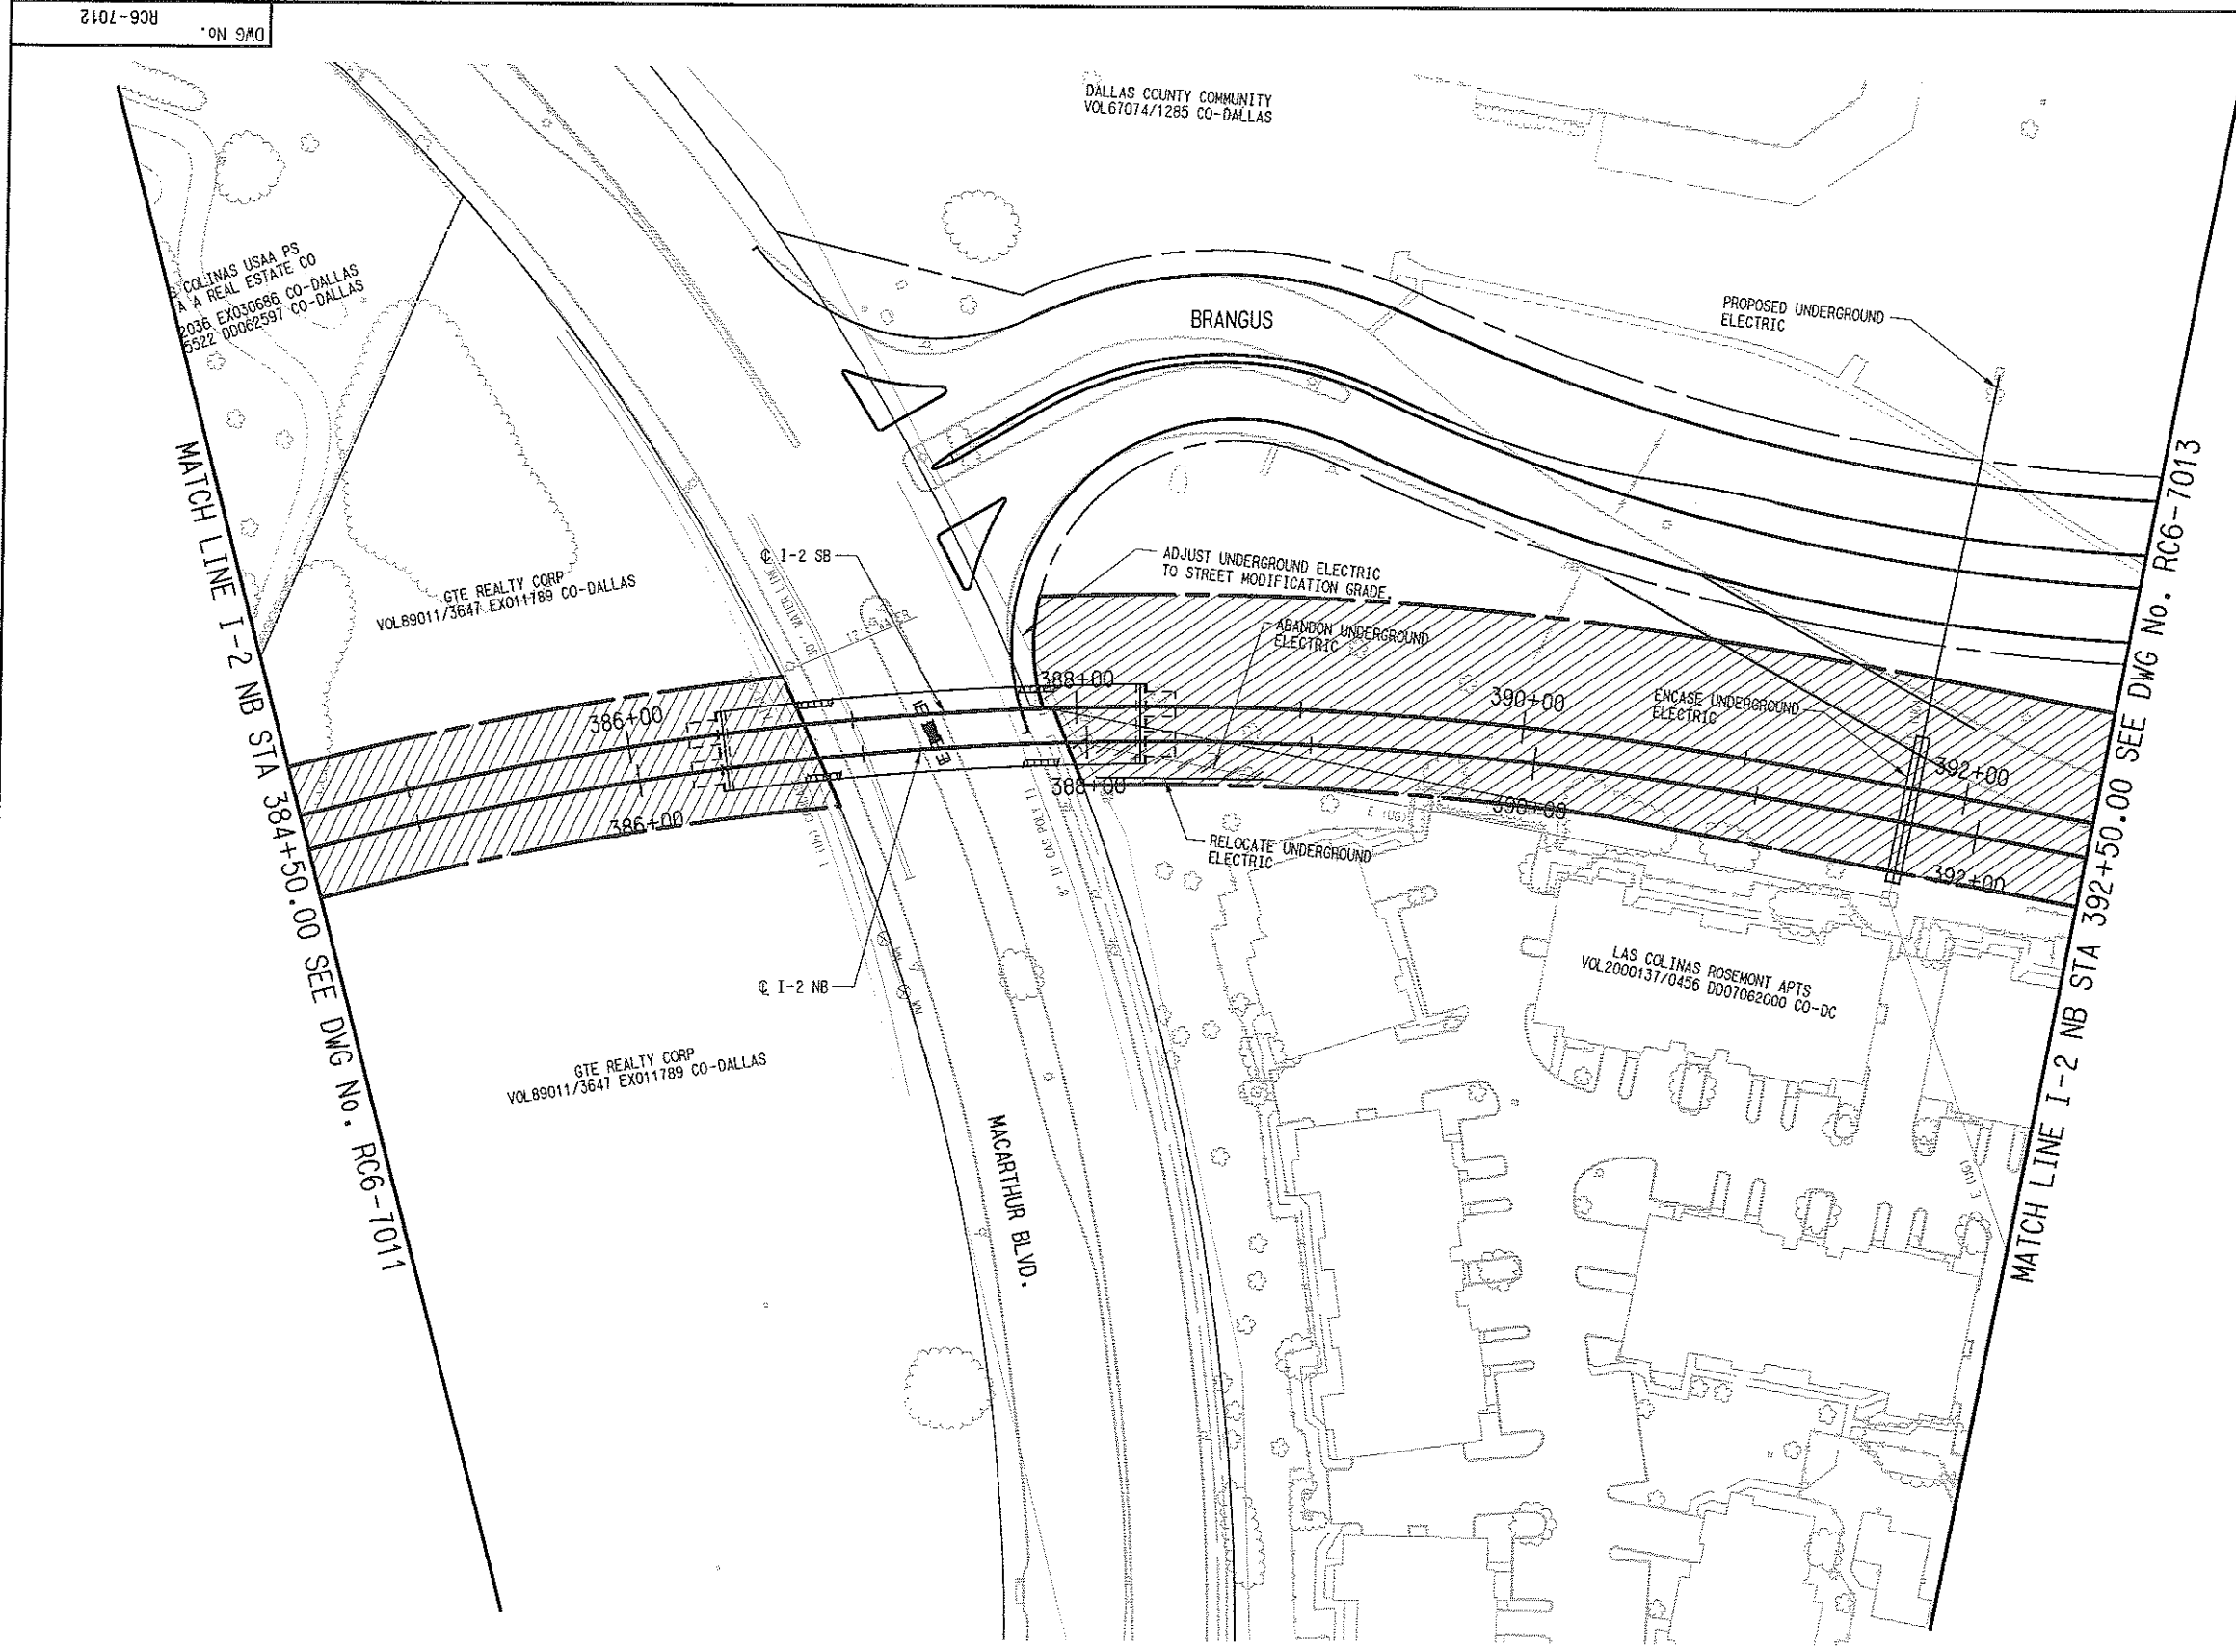 DWG No. RC6-7012
DALLAS COUNTY COMMUNITY
VOL67074/1285 CO-DALLAS
COLINAS USAA PS
A A REAL ESTATE CO
2036 EX030686 CO-DALLAS
5522 DD062597 CO-DALLAS
BRANGUS
PROPOSED UNDERGROUND
ELECTRIC
MATCH LINE I-2 NB STA 384+50.00 SEE DWG No. RC6-7011
MATCH LINE I-2 NB STA 392+50.00 SEE DWG No. RC6-7013
GTE REALTY CORP
VOL89011/3647 EX011789 CO-DALLAS
℄ I-2 SB
ADJUST UNDERGROUND ELECTRIC
TO STREET MODIFICATION GRADE.
ABANDON UNDERGROUND
ELECTRIC
ENCASE UNDERGROUND
ELECTRIC
386+00
388+00
390+00
392+00
386+00
388+00
390+00
392+00
RELOCATE UNDERGROUND
ELECTRIC
E (UG)
8" IP GAS POLY II
℄ I-2 NB
LAS COLINAS ROSEMONT APTS
VOL2000137/0456 DD07062000 CO-DC
GTE REALTY CORP
VOL89011/3647 EX011789 CO-DALLAS
MACARTHUR BLVD.